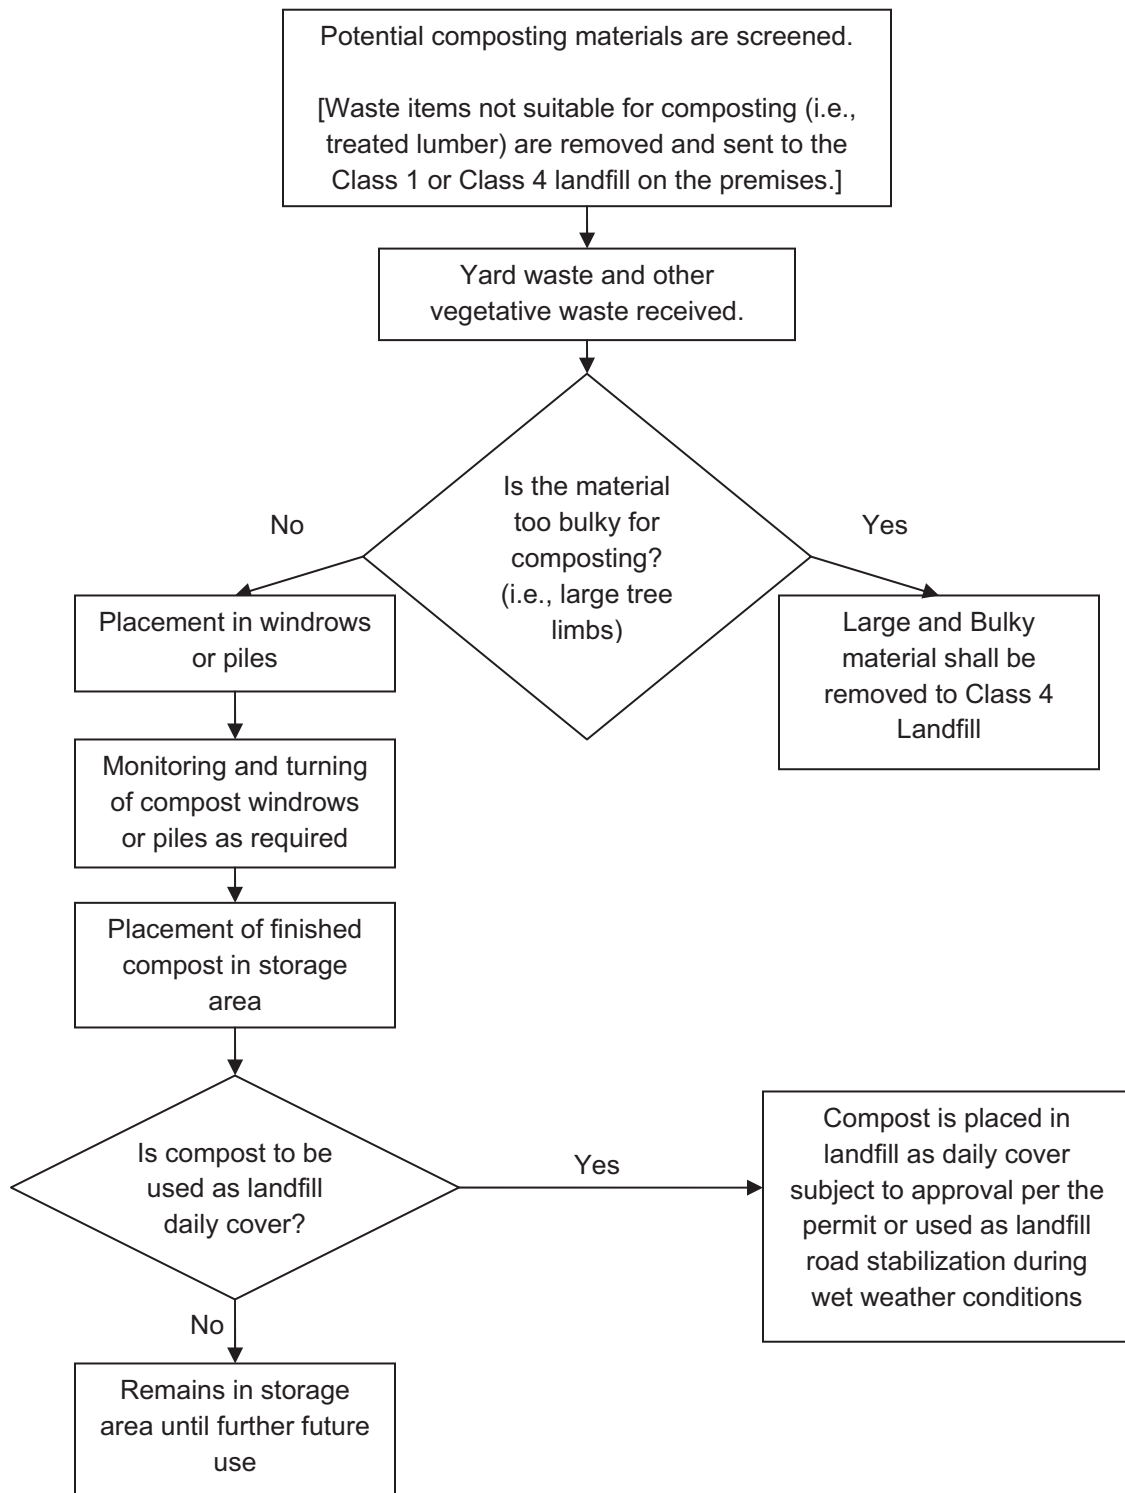 Potential composting materials are screened.
[Waste items not suitable for composting (i.e.,
treated lumber) are removed and sent to the
Class 1 or Class 4 landfill on the premises.]
Yard waste and other
vegetative waste received.
Is the material
too bulky for
composting?
(i.e., large tree
limbs)
No
Yes
Placement in windrows
or piles
Large and Bulky
material shall be
removed to Class 4
Landfill
Monitoring and turning
of compost windrows
or piles as required
Placement of finished
compost in storage
area
Is compost to be
used as landfill
daily cover?
Yes
Compost is placed in
landfill as daily cover
subject to approval per the
permit or used as landfill
road stabilization during
wet weather conditions
No
Remains in storage
area until further future
use